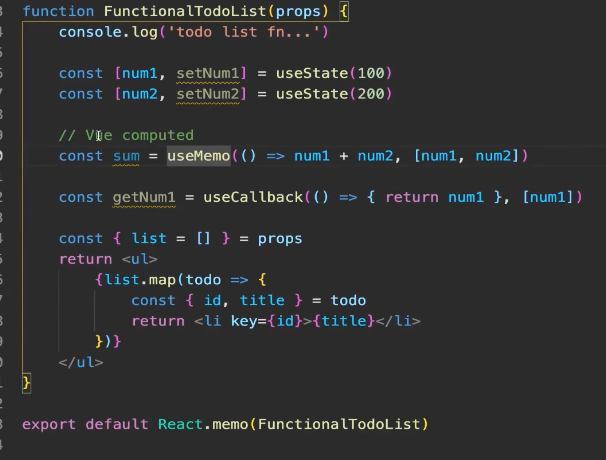 function FunctionalTodoList(props) {
console.log('todo list fn...')
const [num1, setNum1] = useState(100)
const [num2, setNum2] = useState(200)
// Vue computed
const sum = useMemo(() => num1 + num2, [num1, num2])
const getNum1 = useCallback(() => { return num1 }, [num1])
const { list = [] } = props
return <ul>
{list.map(todo => {
const { id, title } = todo
return <li key={id}>{title}</li>
})}
</ul>
}
export default React.memo(FunctionalTodoList)